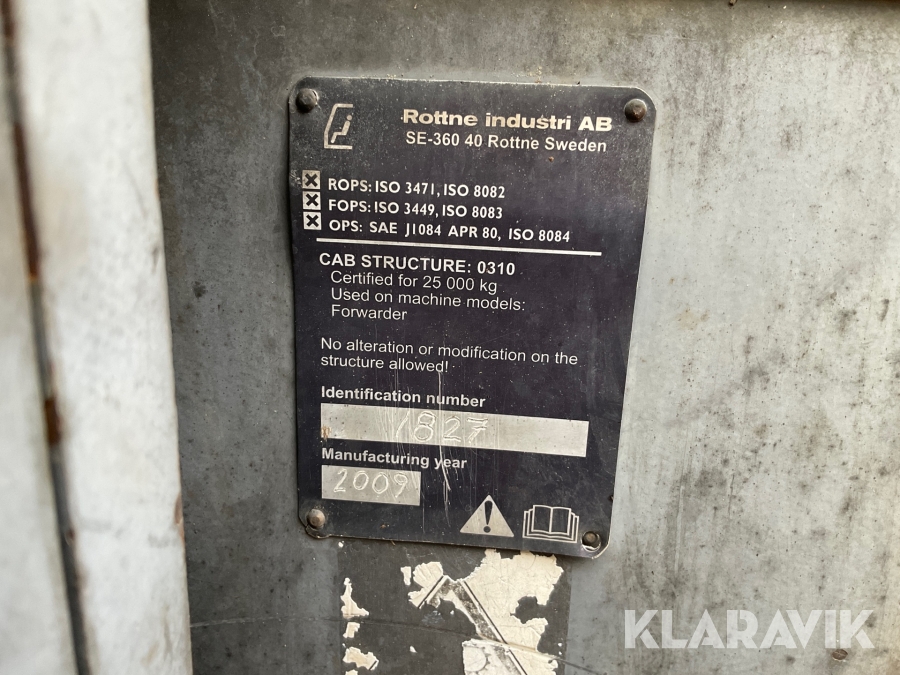 Rottne industri AB
SE-360 40 Rottne Sweden
ROPS: ISO 3471, ISO 8082
FOPS: ISO 3449, ISO 8083
OPS: SAE J1084 APR 80, ISO 8084
CAB STRUCTURE: 0310
Certified for 25 000 kg
Used on machine models:
Forwarder
No alteration or modification on the
structure allowed!
Identification number
1827
Manufacturing year
2009
KLARAVIK